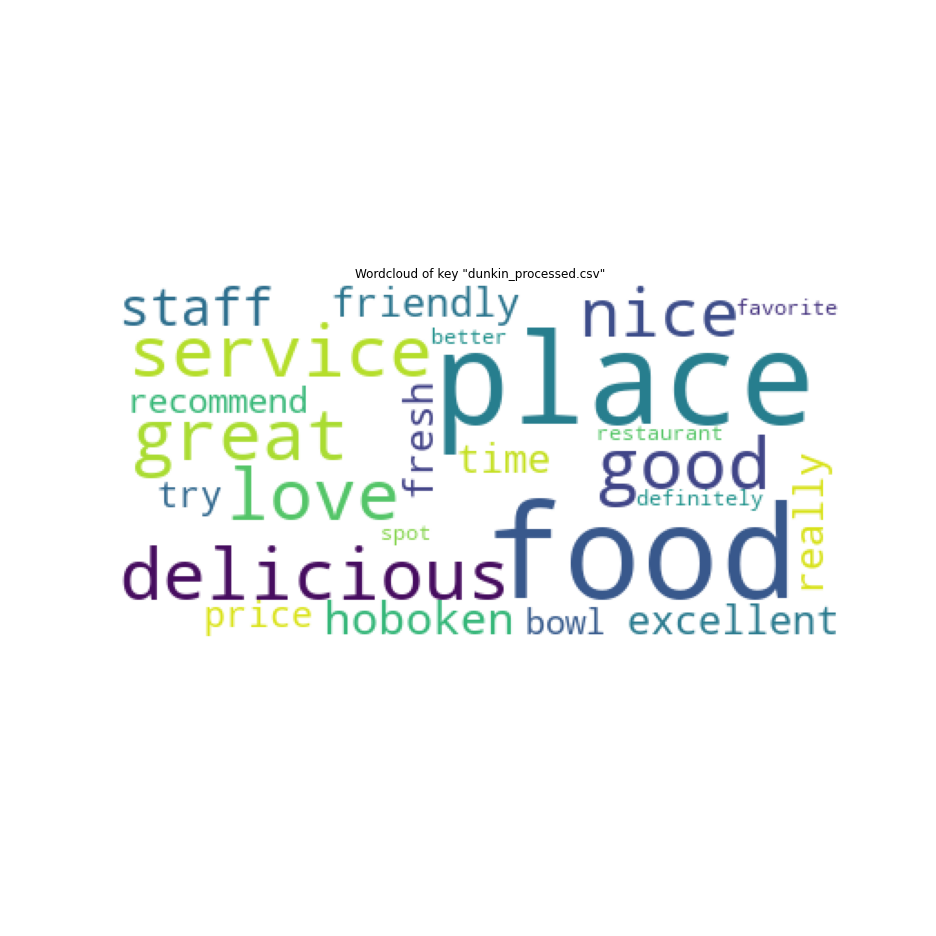 Wordcloud of key "dunkin_processed.csv"
staff friendly nice favorite
service better place
recommend fresh
great time restaurant
good really
try love definitely
spot food
delicious
price hoboken bowl excellent